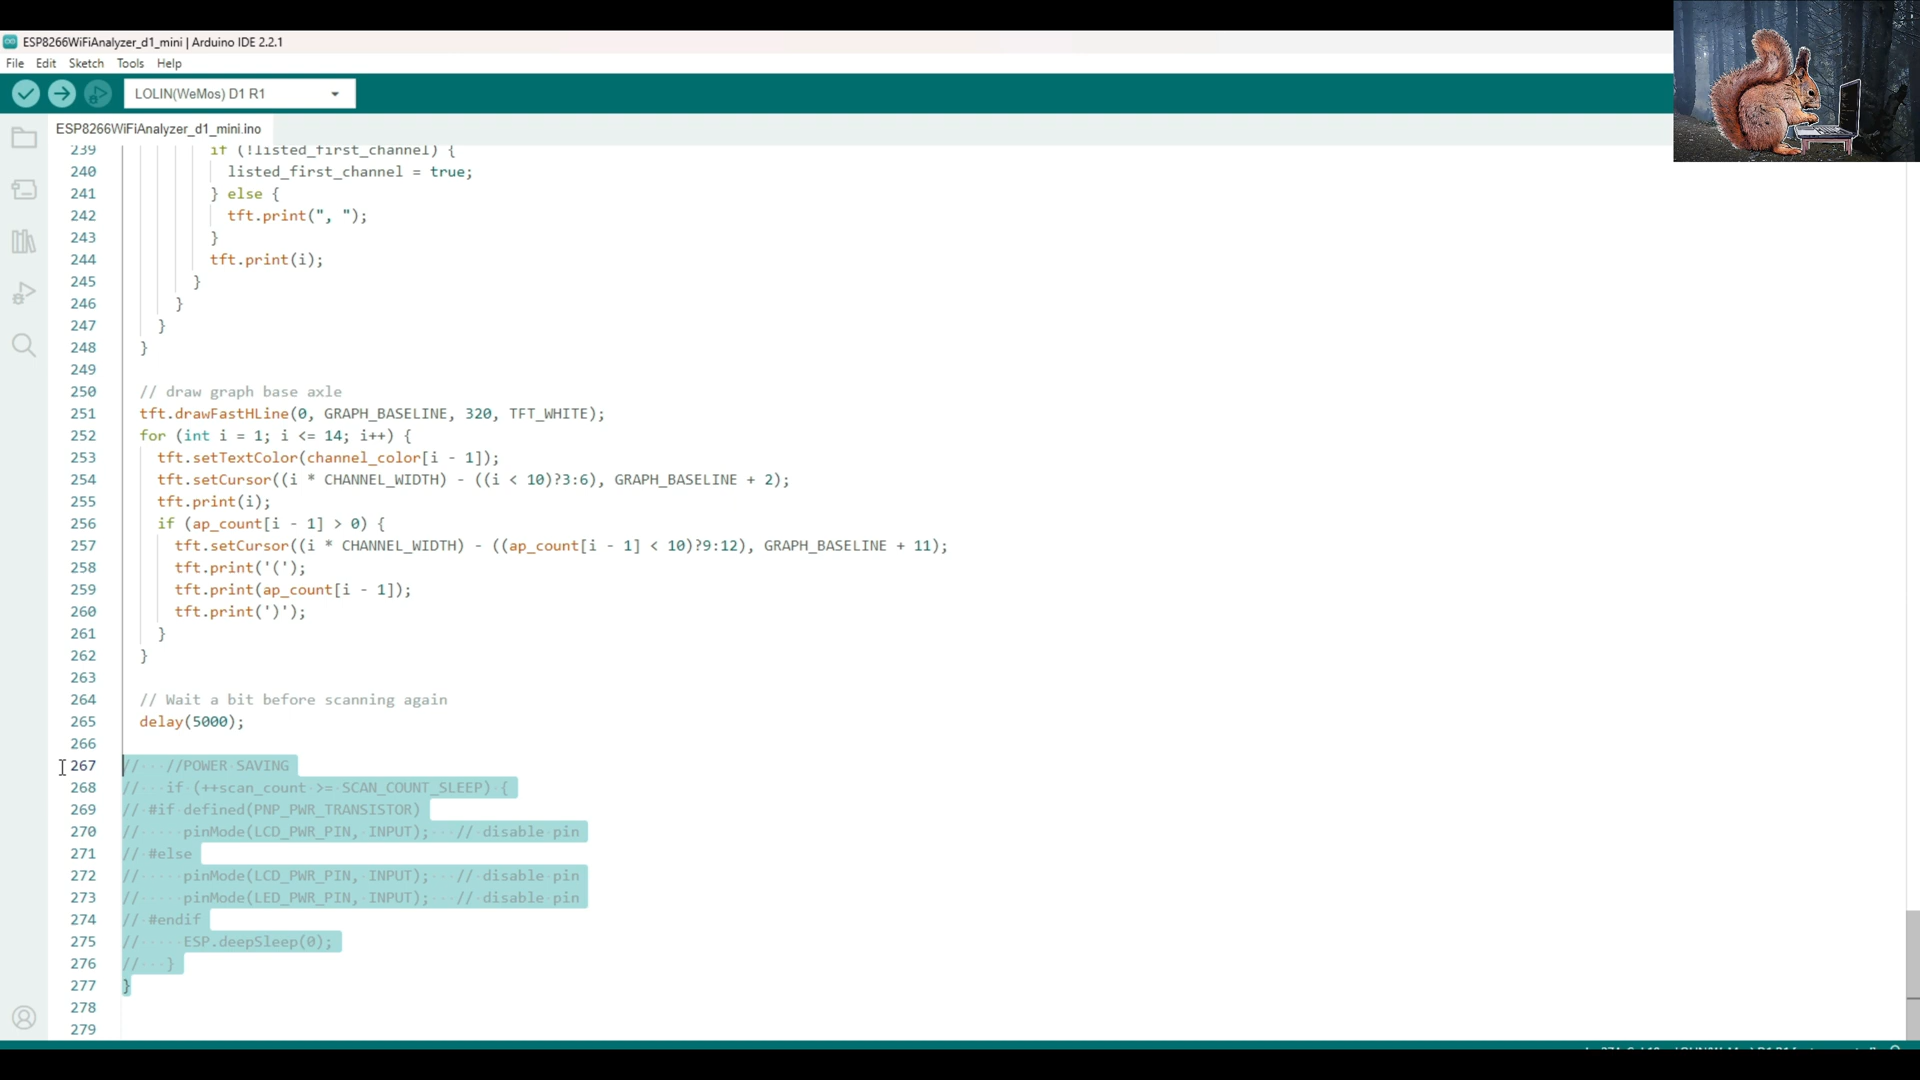 ESP8266WiFiAnalyzer_d1_mini | Arduino IDE 2.2.1
File Edit Sketch Tools Help
LOLIN(WeMos) D1 R1
ESP8266WiFiAnalyzer_d1_mini.ino
239 if (!listed_first_channel) {
240 listed_first_channel = true;
241 } else {
242 tft.print(", ");
243 }
244 tft.print(i);
245 }
246 }
247 }
248 }
249
250 // draw graph base axle
251 tft.drawFastHLine(0, GRAPH_BASELINE, 320, TFT_WHITE);
252 for (int i = 1; i <= 14; i++) {
253 tft.setTextColor(channel_color[i - 1]);
254 tft.setCursor((i * CHANNEL_WIDTH) - ((i < 10)?3:6), GRAPH_BASELINE + 2);
255 tft.print(i);
256 if (ap_count[i - 1] > 0) {
257 tft.setCursor((i * CHANNEL_WIDTH) - ((ap_count[i - 1] < 10)?9:12), GRAPH_BASELINE + 11);
258 tft.print('(');
259 tft.print(ap_count[i - 1]);
260 tft.print(')');
261 }
262 }
263
264 // Wait a bit before scanning again
265 delay(5000);
266
267 // //POWER SAVING
268 // if (++scan_count >= SCAN_COUNT_SLEEP) {
269 // #if defined(PNP_PWR_TRANSISTOR)
270 // pinMode(LCD_PWR_PIN, INPUT); // disable pin
271 // #else
272 // pinMode(LCD_PWR_PIN, INPUT); // disable pin
273 // pinMode(LED_PWR_PIN, INPUT); // disable pin
274 // #endif
275 // ESP.deepSleep(0);
276 // }
277 }
278
279